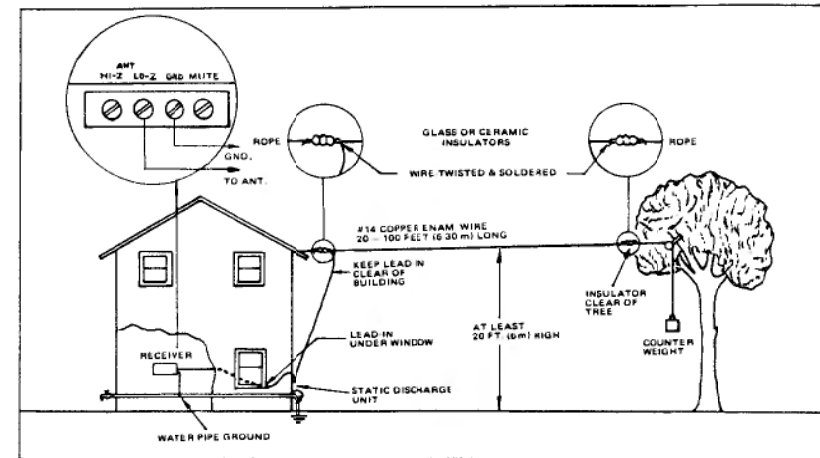 ANT
HI-Z LO-Z GND MUTE
GND.
TO ANT.
ROPE
GLASS OR CERAMIC
INSULATORS
ROPE
WIRE TWISTED & SOLDERED
#14 COPPER ENAM WIRE
20 - 100 FEET (6 30 m) LONG
KEEP LEAD IN
CLEAR OF
BUILDING
INSULATOR
CLEAR OF
TREE
AT LEAST
20 FT. (6m) HIGH
COUNTER
WEIGHT
LEAD-IN
UNDER WINDOW
RECEIVER
STATIC DISCHARGE
UNIT
WATER PIPE GROUND